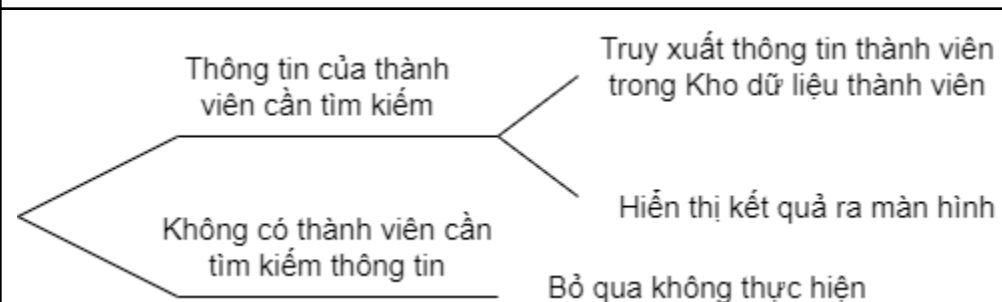 Thông tin của thành
viên cần tìm kiếm
Truy xuất thông tin thành viên
trong Kho dữ liệu thành viên
Hiển thị kết quả ra màn hình
Không có thành viên cần
tìm kiếm thông tin
Bỏ qua không thực hiện